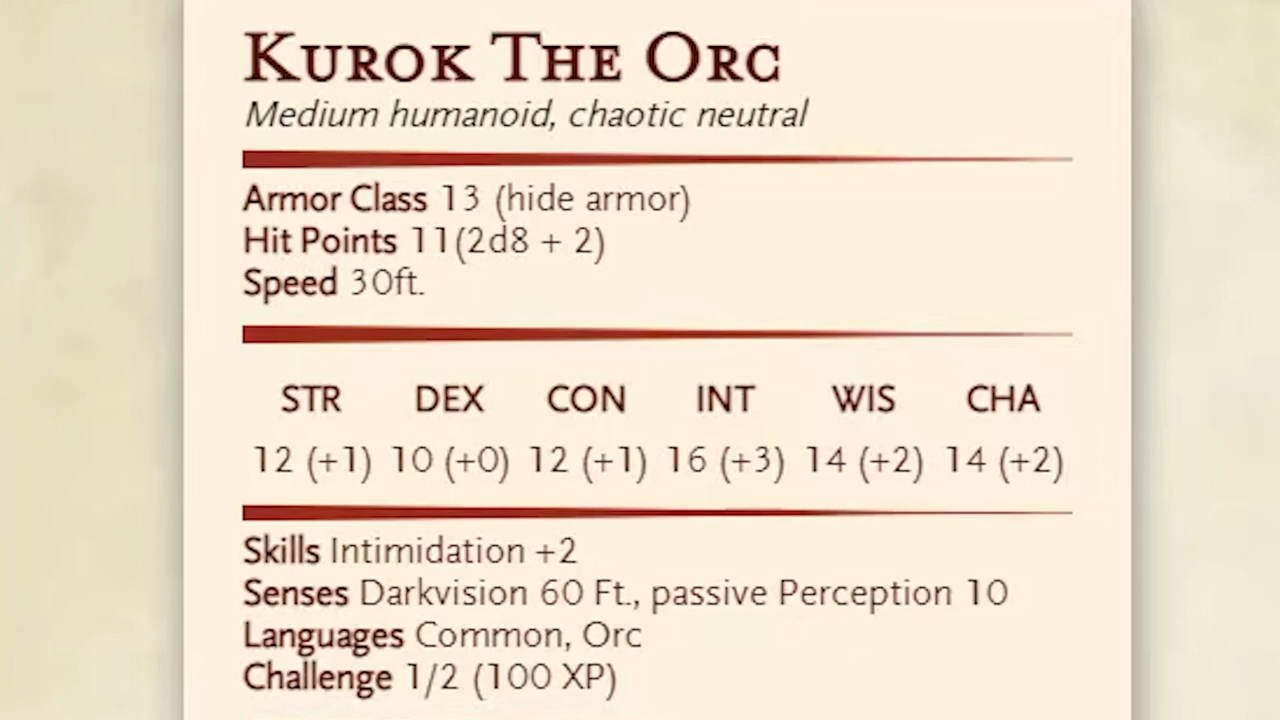 Kurok The Orc
Medium humanoid, chaotic neutral
Armor Class 13 (hide armor)
Hit Points 11(2d8 + 2)
Speed 30ft.
STR DEX CON INT WIS CHA
12 (+1) 10 (+0) 12 (+1) 16 (+3) 14 (+2) 14 (+2)
Skills Intimidation +2
Senses Darkvision 60 Ft., passive Perception 10
Languages Common, Orc
Challenge 1/2 (100 XP)